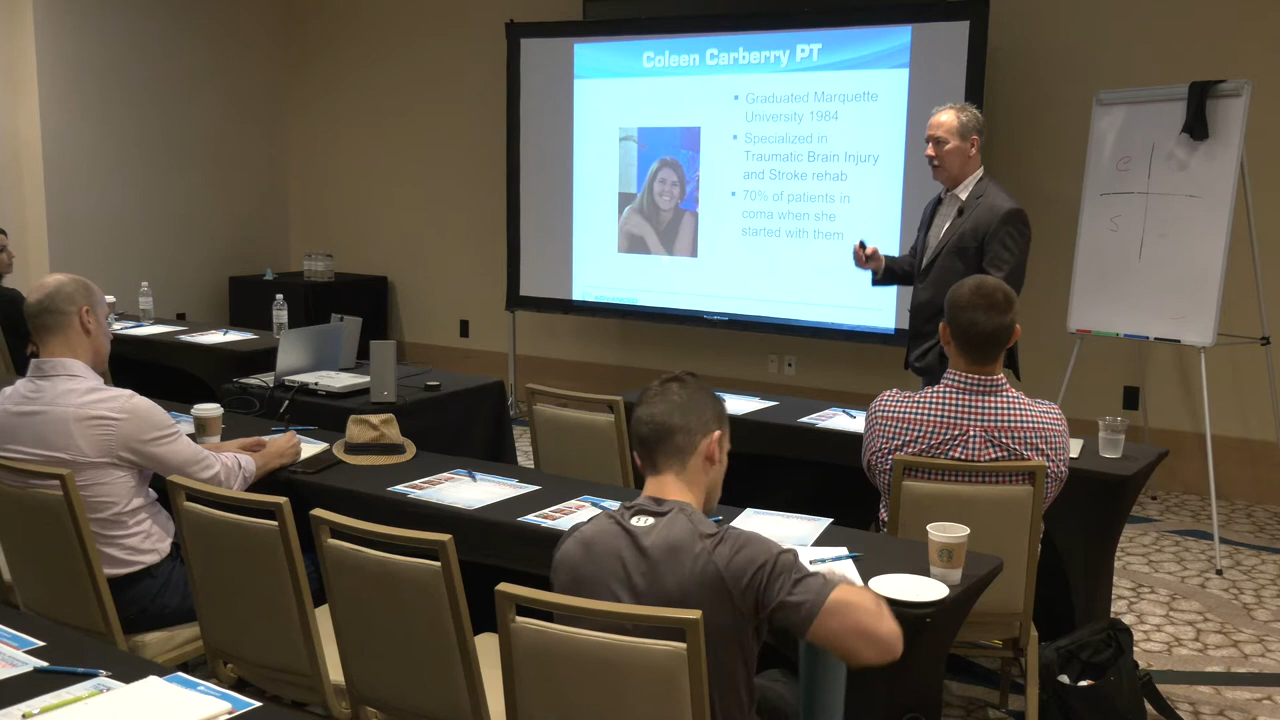 Coleen Carberry PT
▪ Graduated Marquette
University 1984
▪ Specialized in
Traumatic Brain Injury
and Stroke rehab
▪ 70% of patients in
coma when she
started with them
C
S